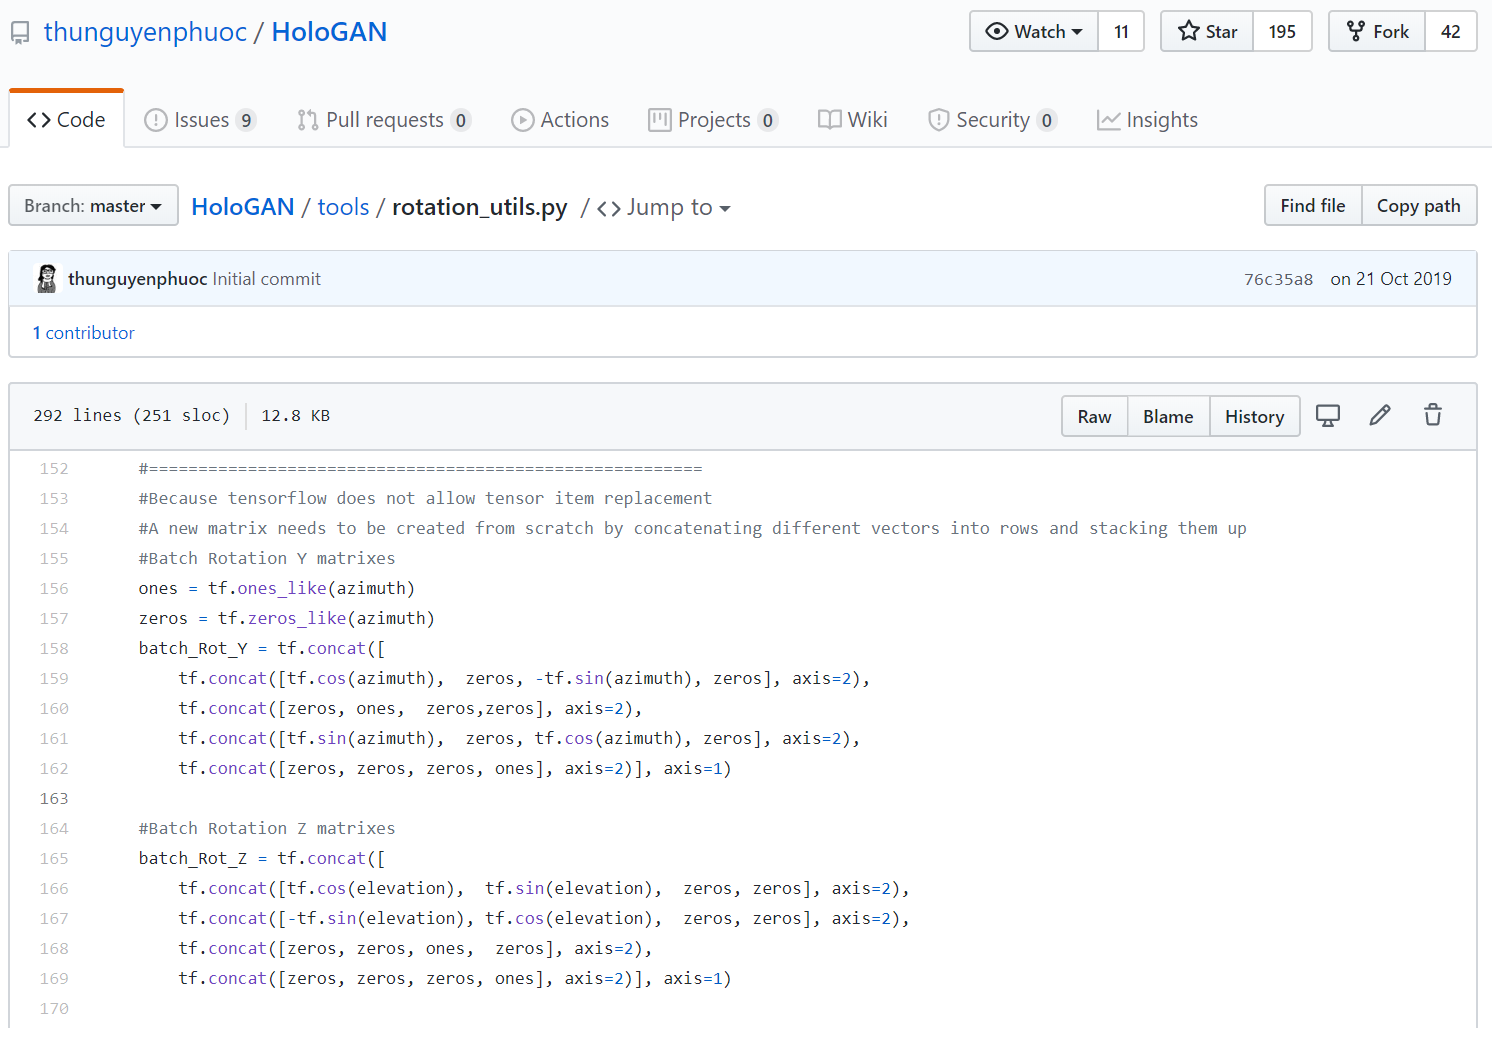 thunguyenphuoc / HoloGAN
Watch 11 Star 195 Fork 42
Code Issues 9 Pull requests 0 Actions Projects 0 Wiki Security 0 Insights
Branch: master HoloGAN / tools / rotation_utils.py / <> Jump to Find file Copy path
thunguyenphuoc Initial commit 76c35a8 on 21 Oct 2019
1 contributor
292 lines (251 sloc) 12.8 KB Raw Blame History
152 #========================================================
153 #Because tensorflow does not allow tensor item replacement
154 #A new matrix needs to be created from scratch by concatenating different vectors into rows and stacking them up
155 #Batch Rotation Y matrixes
156 ones = tf.ones_like(azimuth)
157 zeros = tf.zeros_like(azimuth)
158 batch_Rot_Y = tf.concat([
159 tf.concat([tf.cos(azimuth),  zeros, -tf.sin(azimuth), zeros], axis=2),
160 tf.concat([zeros, ones,  zeros,zeros], axis=2),
161 tf.concat([tf.sin(azimuth),  zeros, tf.cos(azimuth), zeros], axis=2),
162 tf.concat([zeros, zeros, zeros, ones], axis=2)], axis=1)
163
164 #Batch Rotation Z matrixes
165 batch_Rot_Z = tf.concat([
166 tf.concat([tf.cos(elevation),  tf.sin(elevation),  zeros, zeros], axis=2),
167 tf.concat([-tf.sin(elevation), tf.cos(elevation),  zeros, zeros], axis=2),
168 tf.concat([zeros, zeros, ones,  zeros], axis=2),
169 tf.concat([zeros, zeros, zeros, ones], axis=2)], axis=1)
170